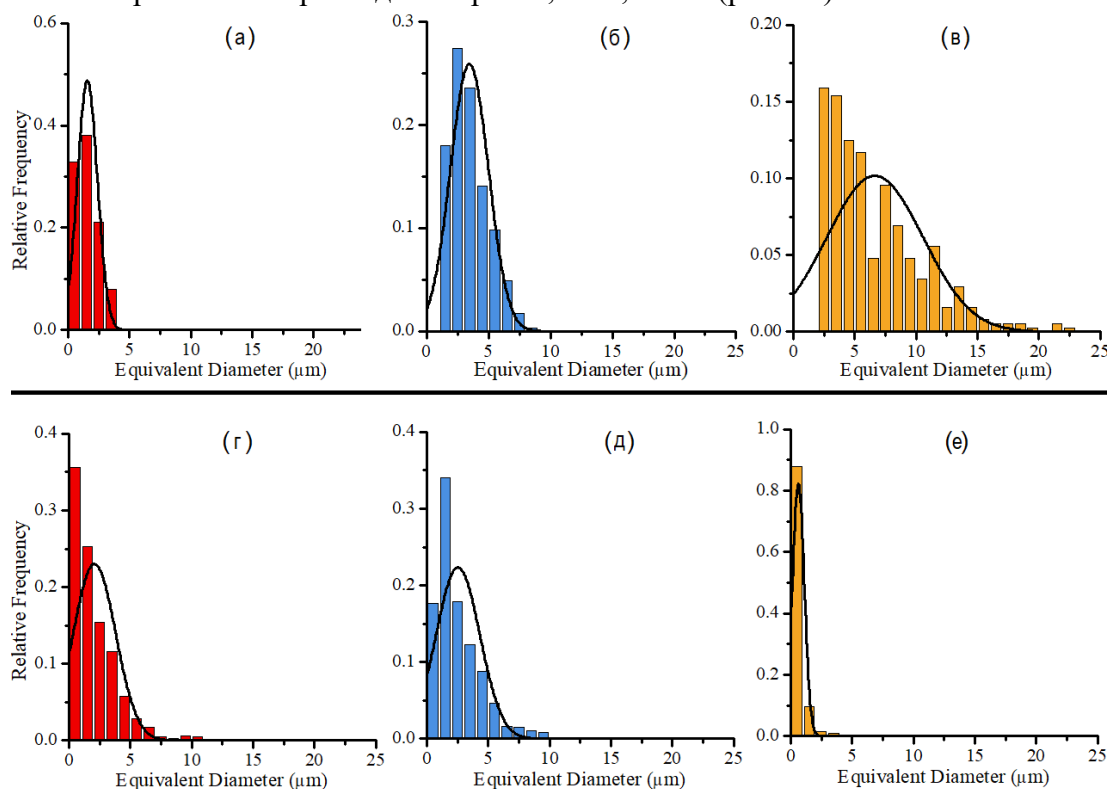 (а)
Relative Frequency
0.6
0.4
0.2
0.0
0 5 10 15 20
Equivalent Diameter (µm)
(б)
0.3
0.2
0.1
0.0
0 5 10 15 20 25
Equivalent Diameter (µm)
(в)
0.20
0.15
0.10
0.05
0.00
0 5 10 15 20 25
Equivalent Diameter (µm)
(г)
Relative Frequency
0.4
0.3
0.2
0.1
0.0
0 5 10 15 20 25
Equivalent Diameter (µm)
(д)
0.4
0.3
0.2
0.1
0.0
0 5 10 15 20 25
Equivalent Diameter (µm)
(е)
1.0
0.8
0.6
0.4
0.2
0.0
0 5 10 15 20 25
Equivalent Diameter (µm)